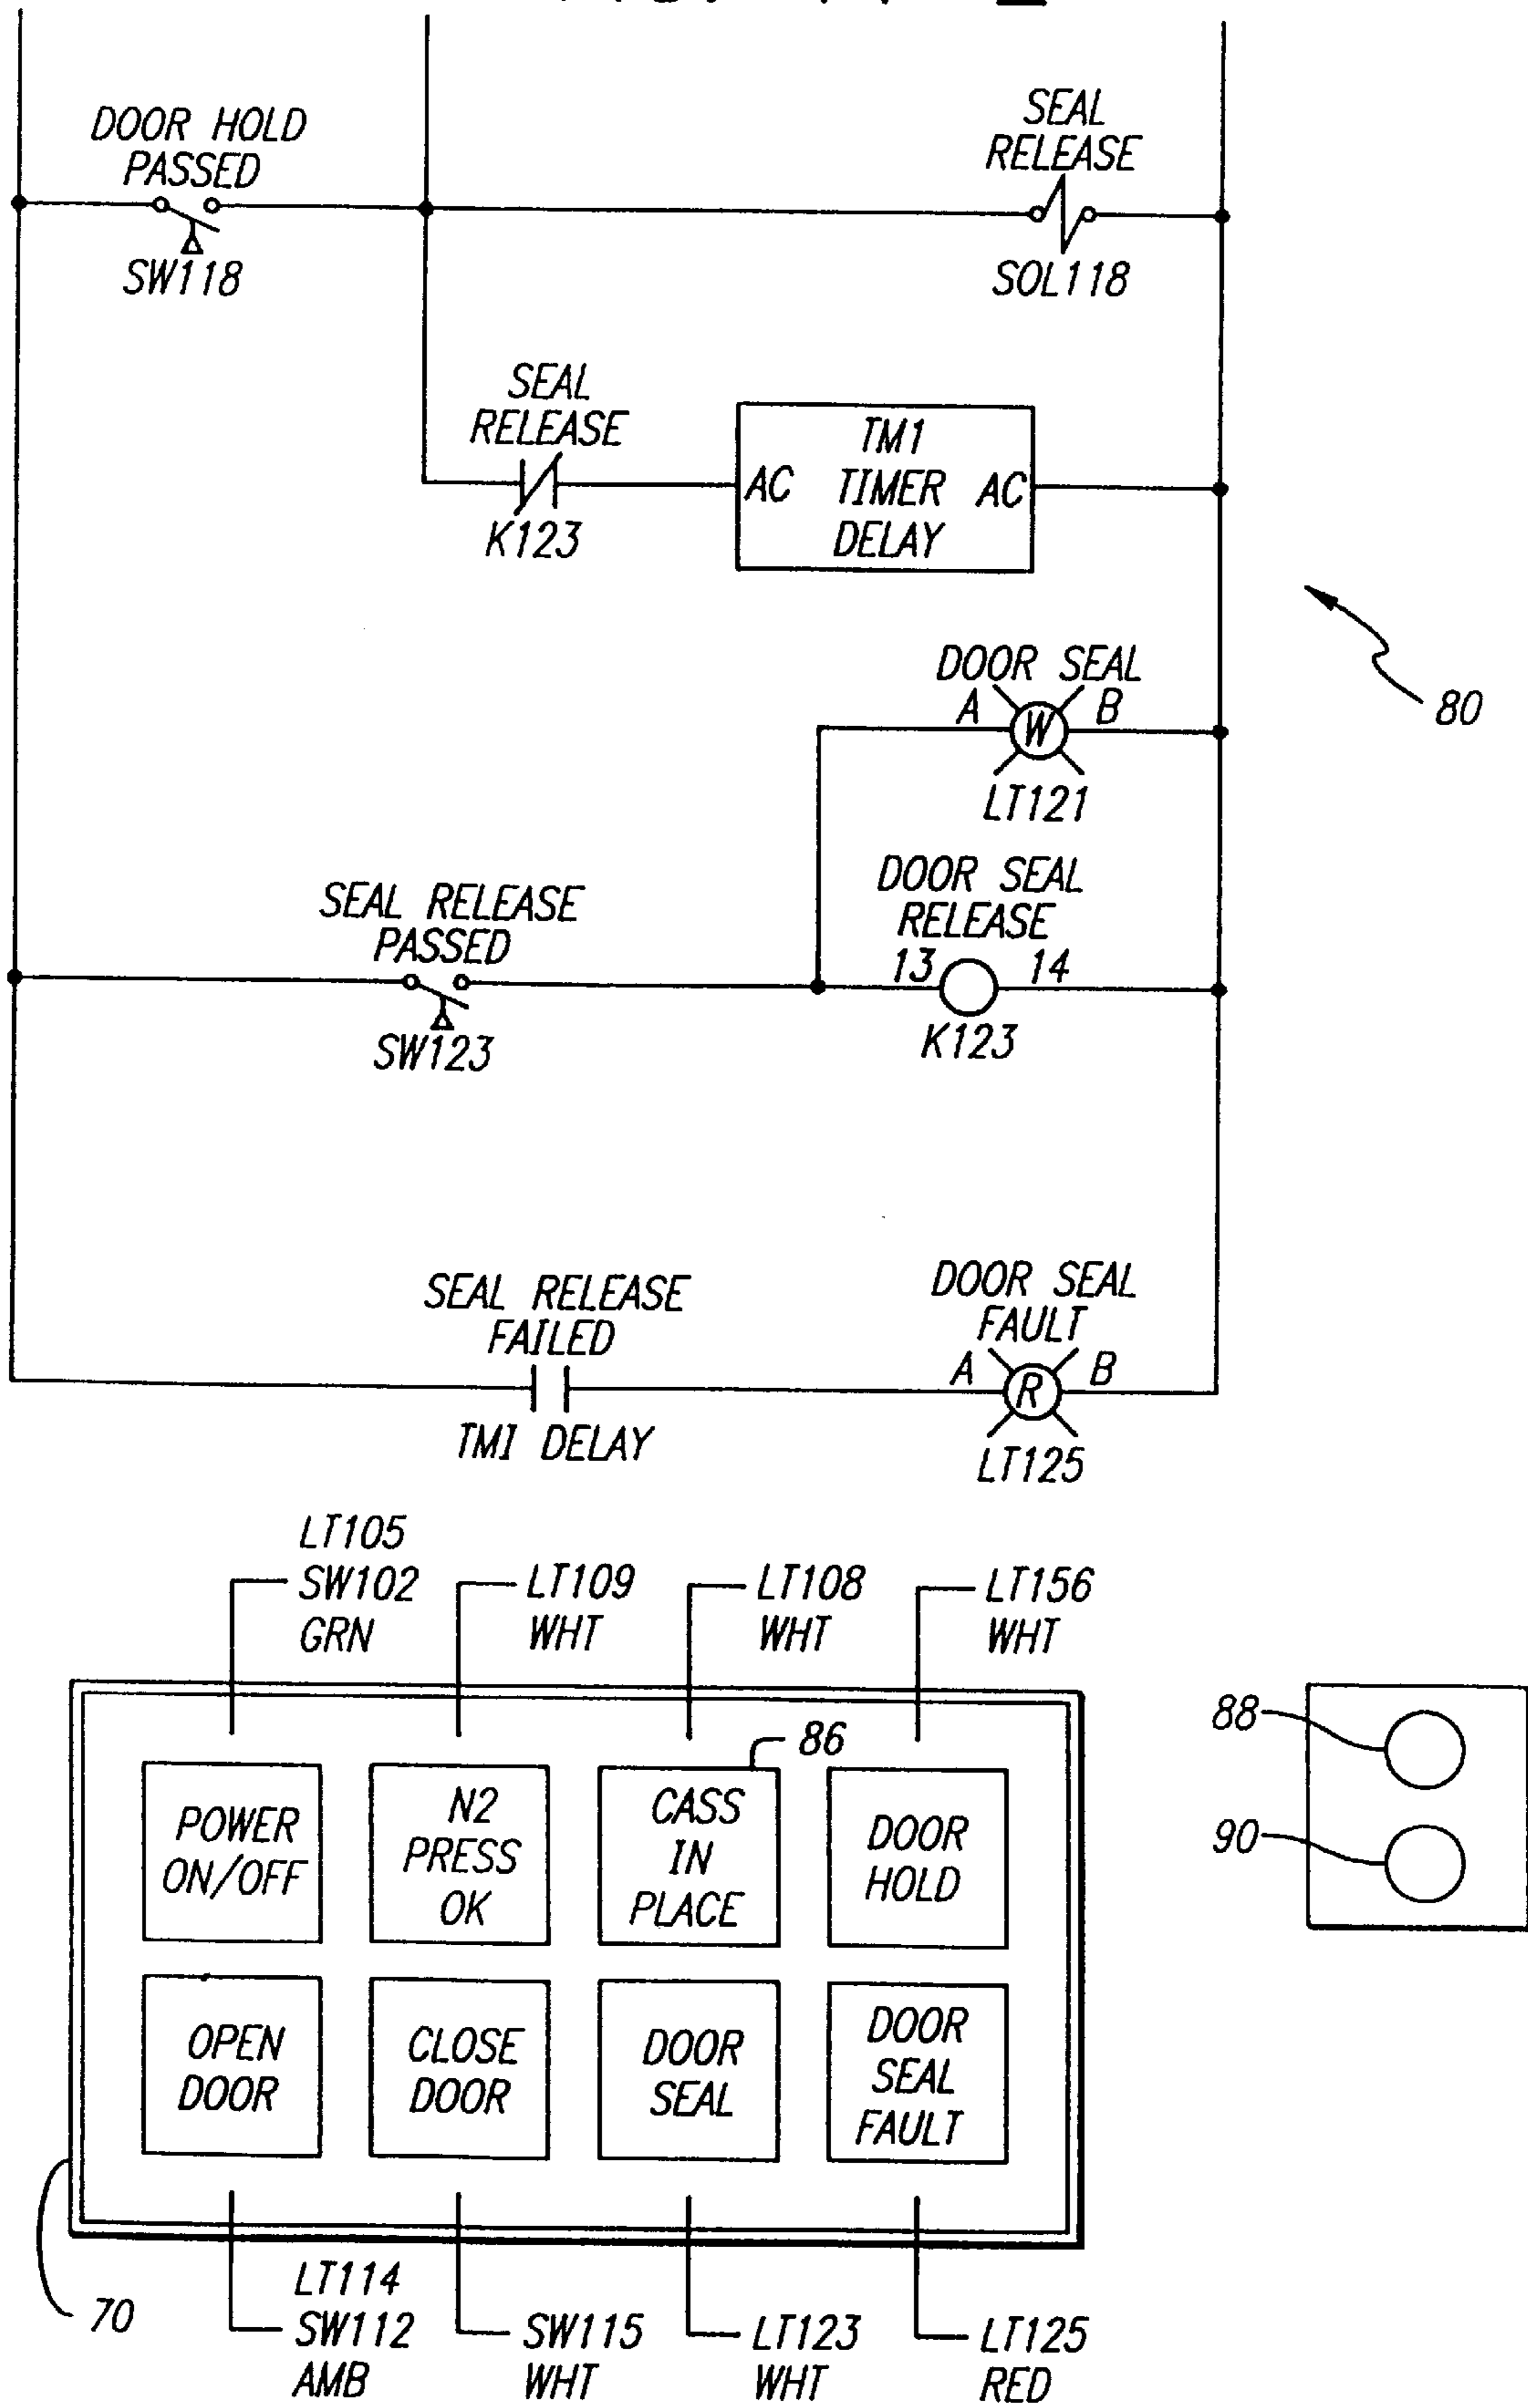 DOOR HOLD
PASSED
SW118
SEAL
RELEASE
SOL118
SEAL
RELEASE
K123
TM1
AC TIMER AC
DELAY
80
DOOR SEAL
A W B
LT121
SEAL RELEASE
PASSED
SW123
DOOR SEAL
RELEASE
13 14
K123
SEAL RELEASE
FAILED
TMI DELAY
DOOR SEAL
FAULT
A R B
LT125
LT105
SW102
GRN
LT109
WHT
LT108
WHT
LT156
WHT
86
POWER
ON/OFF
N2
PRESS
OK
CASS
IN
PLACE
DOOR
HOLD
88
90
OPEN
DOOR
CLOSE
DOOR
DOOR
SEAL
DOOR
SEAL
FAULT
70
LT114
SW112
AMB
SW115
WHT
LT123
WHT
LT125
RED